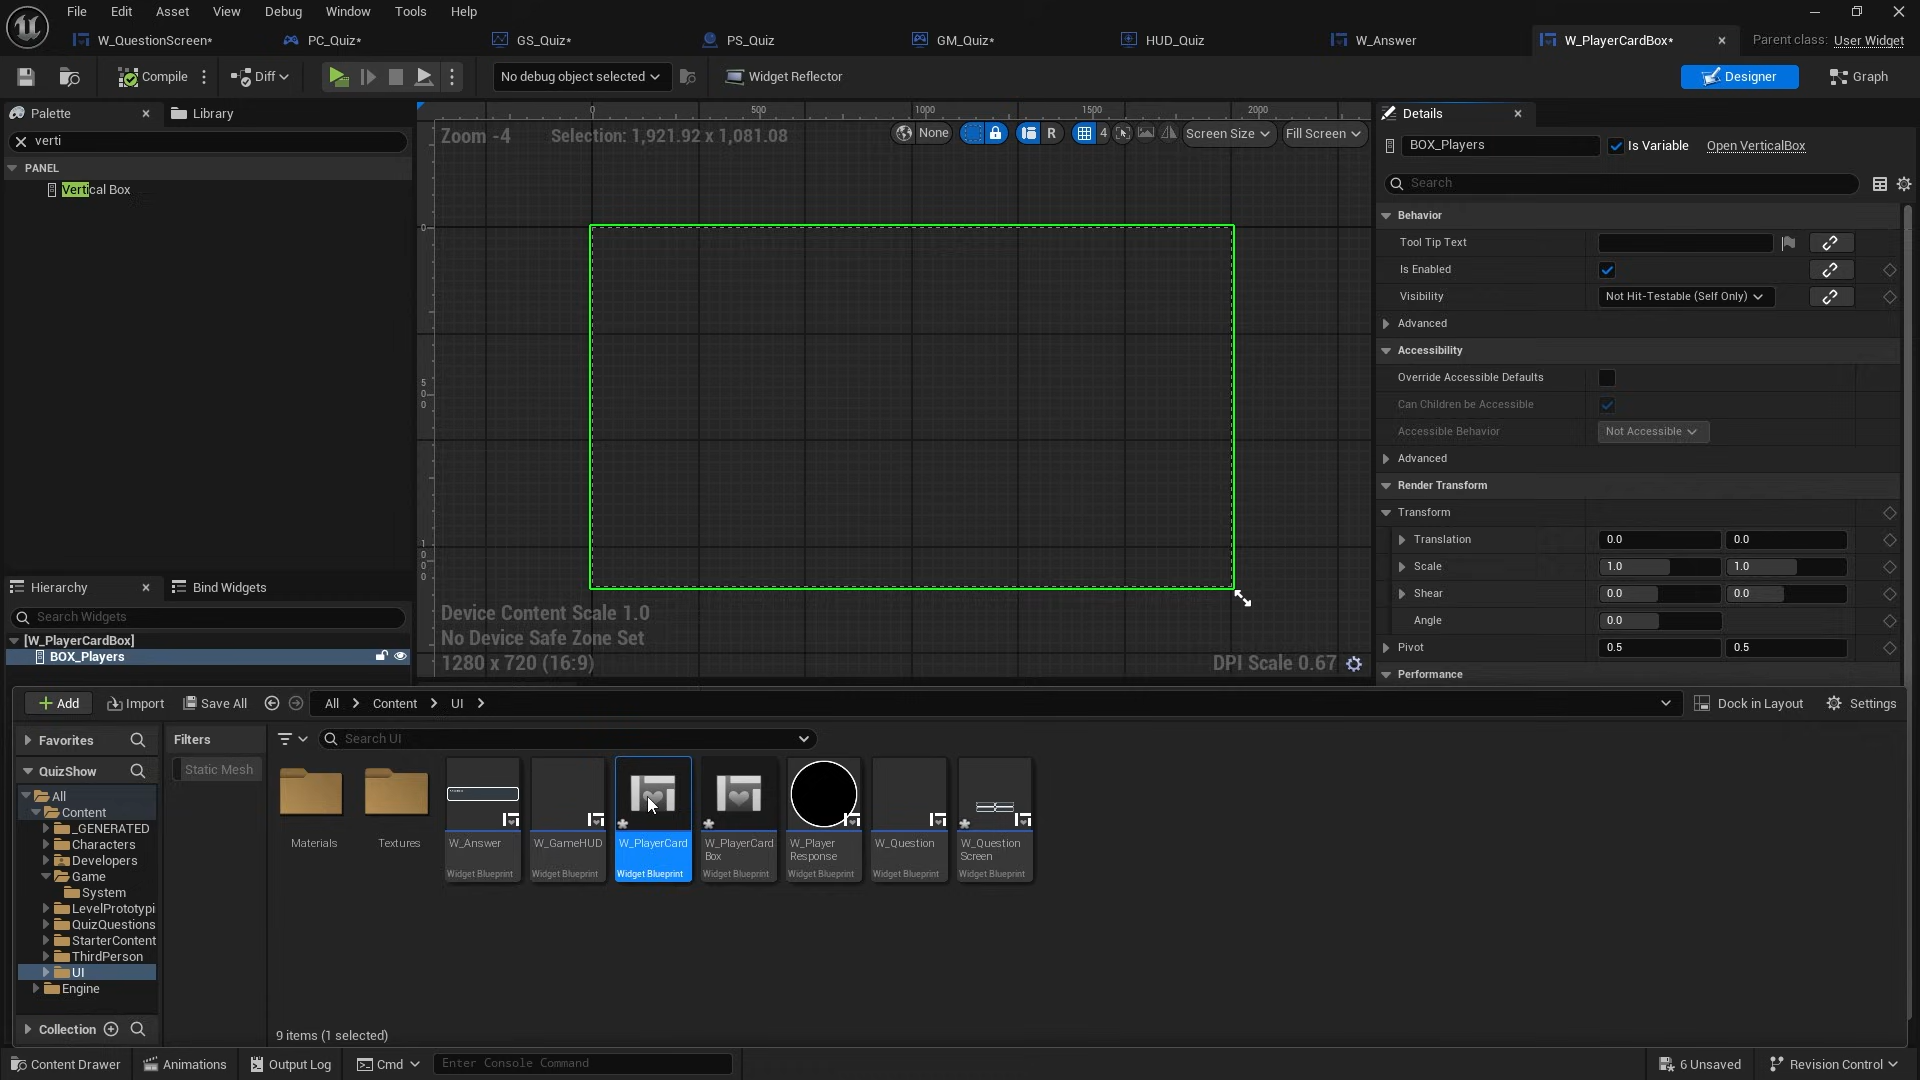 File Edit Asset View Debug Window Tools Help
W_QuestionScreen* PC_Quiz* GS_Quiz* PS_Quiz GM_Quiz* HUD_Quiz W_Answer W_PlayerCardBox* Parent class: User Widget
Compile Diff No debug object selected Widget Reflector Designer Graph
Palette Library
verti
PANEL
Vertical Box
0 500 1000 1500 2000
Zoom -4 Selection: 1,921.92 x 1,081.08 None R 4 Screen Size Fill Screen
0
5
0
0
1
0
0
0
Device Content Scale 1.0
No Device Safe Zone Set
1280 x 720 (16:9) DPI Scale 0.67
Hierarchy Bind Widgets
Search Widgets
[W_PlayerCardBox]
BOX_Players
Details
BOX_Players Is Variable Open VerticalBox
Search
Behavior
Tool Tip Text
Is Enabled
Visibility Not Hit-Testable (Self Only)
Advanced
Accessibility
Override Accessible Defaults
Can Children be Accessible
Accessible Behavior Not Accessible
Advanced
Render Transform
Transform
Translation 0.0 0.0
Scale 1.0 1.0
Shear 0.0 0.0
Angle 0.0
Pivot 0.5 0.5
Performance
Add Import Save All All Content UI Dock in Layout Settings
Favorites
QuizShow
All
Content
_GENERATED
Characters
Developers
Game
System
LevelPrototypi
QuizQuestions
StarterContent
ThirdPerson
UI
Engine
Collection
Filters
Static Mesh
Search UI
Materials
Textures
W_Answer
Widget Blueprint
W_GameHUD
Widget Blueprint
W_PlayerCard
Widget Blueprint
W_PlayerCard
Box
Widget Blueprint
W_Player
Response
Widget Blueprint
W_Question
Widget Blueprint
W_Question
Screen
Widget Blueprint
9 items (1 selected)
Content Drawer Animations Output Log Cmd Enter Console Command 6 Unsaved Revision Control